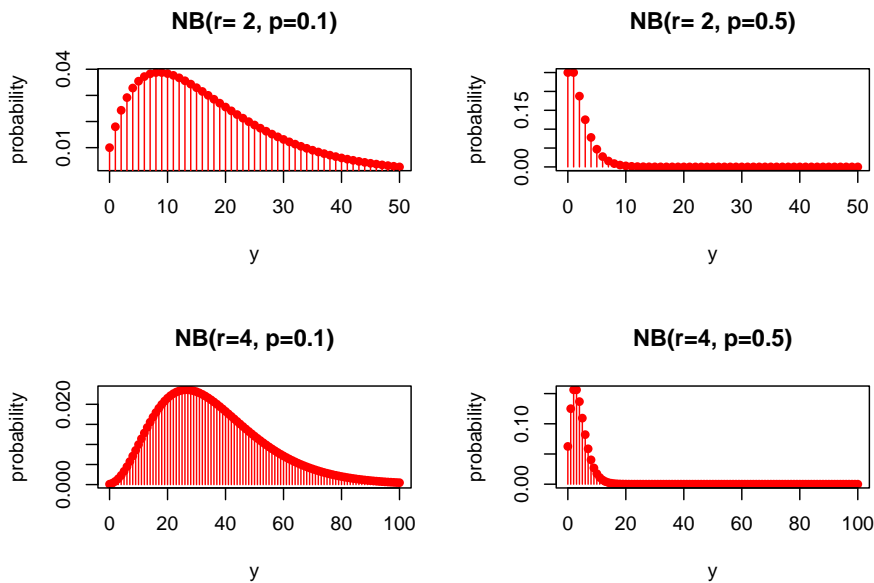 NB(r= 2, p=0.1)
probability
0.04
0.01
0 10 20 30 40 50
y
NB(r= 2, p=0.5)
probability
0.15
0.00
0 10 20 30 40 50
y
NB(r=4, p=0.1)
probability
0.020
0.000
0 20 40 60 80 100
y
NB(r=4, p=0.5)
probability
0.10
0.00
0 20 40 60 80 100
y